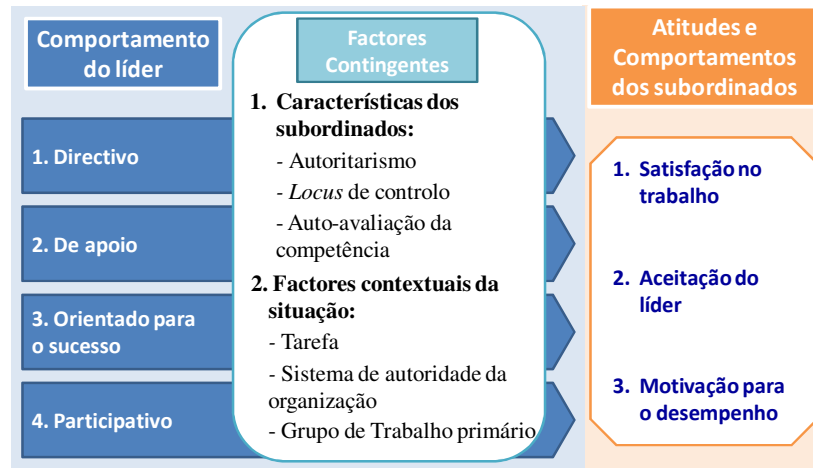 Comportamento
do líder
1. Directivo
2. De apoio
3. Orientado para
o sucesso
4. Participativo
Factores
Contingentes
1. Características dos
subordinados:
- Autoritarismo
- Locus de controlo
- Auto-avaliação da
competência
2. Factores contextuais da
situação:
- Tarefa
- Sistema de autoridade da
organização
- Grupo de Trabalho primário
Atitudes e
Comportamentos
dos subordinados
1. Satisfação no
trabalho
2. Aceitação do
líder
3. Motivação para
o desempenho